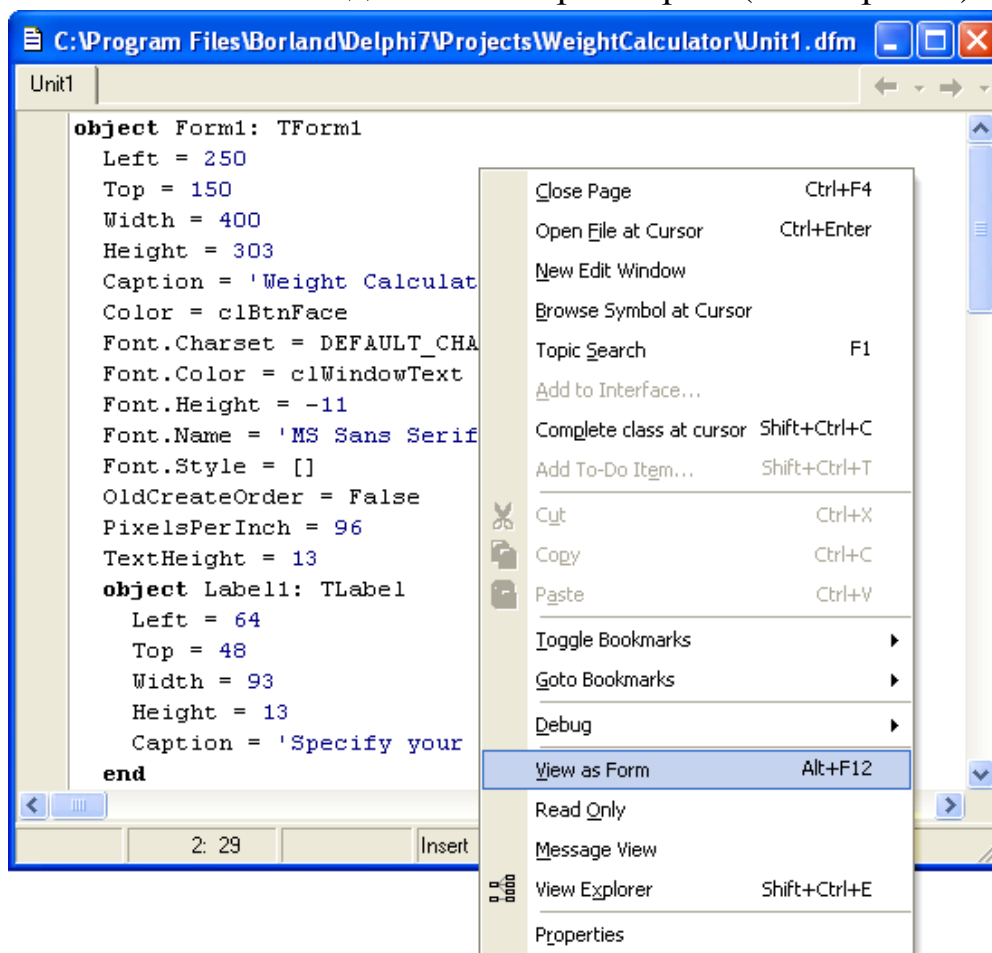 C:\Program Files\Borland\Delphi7\Projects\WeightCalculator\Unit1.dfm
Unit1
object Form1: TForm1
Left = 250
Top = 150
Width = 400
Height = 303
Caption = 'Weight Calculat
Color = clBtnFace
Font.Charset = DEFAULT_CHA
Font.Color = clWindowText
Font.Height = -11
Font.Name = 'MS Sans Serif
Font.Style = []
OldCreateOrder = False
PixelsPerInch = 96
TextHeight = 13
object Label1: TLabel
Left = 64
Top = 48
Width = 93
Height = 13
Caption = 'Specify your
end
2: 29 Insert
Close Page Ctrl+F4
Open File at Cursor Ctrl+Enter
New Edit Window
Browse Symbol at Cursor
Topic Search F1
Add to Interface...
Complete class at cursor Shift+Ctrl+C
Add To-Do Item... Shift+Ctrl+T
Cut Ctrl+X
Copy Ctrl+C
Paste Ctrl+V
Toggle Bookmarks
Goto Bookmarks
Debug
View as Form Alt+F12
Read Only
Message View
View Explorer Shift+Ctrl+E
Properties